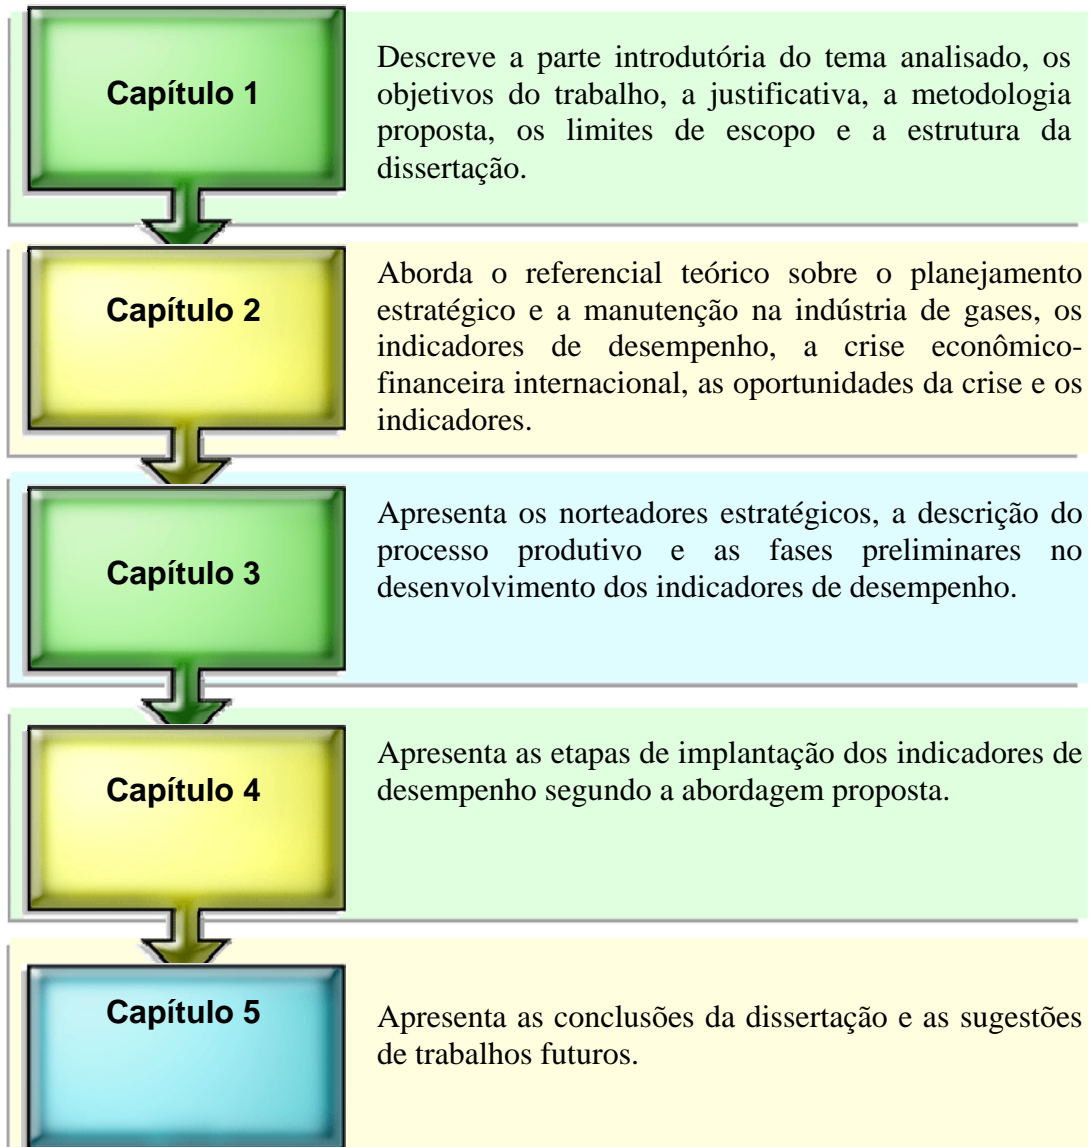 Capítulo 1
Descreve a parte introdutória do tema analisado, os
objetivos do trabalho, a justificativa, a metodologia
proposta, os limites de escopo e a estrutura da
dissertação.
Capítulo 2
Aborda o referencial teórico sobre o planejamento
estratégico e a manutenção na indústria de gases, os
indicadores de desempenho, a crise econômico-
financeira internacional, as oportunidades da crise e os
indicadores.
Capítulo 3
Apresenta os norteadores estratégicos, a descrição do
processo produtivo e as fases preliminares no
desenvolvimento dos indicadores de desempenho.
Capítulo 4
Apresenta as etapas de implantação dos indicadores de
desempenho segundo a abordagem proposta.
Capítulo 5
Apresenta as conclusões da dissertação e as sugestões
de trabalhos futuros.